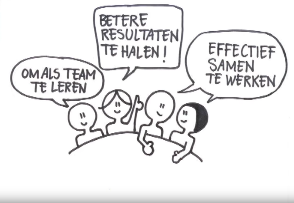 OM ALS TEAM
TE LEREN
BETERE
RESULTATEN
TE HALEN!
EFFECTIEF
SAMEN
TE WERKEN